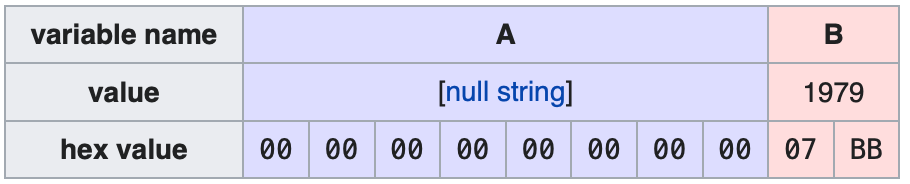 variable name A B
value [null string] 1979
hex value 00 00 00 00 00 00 00 00 07 BB